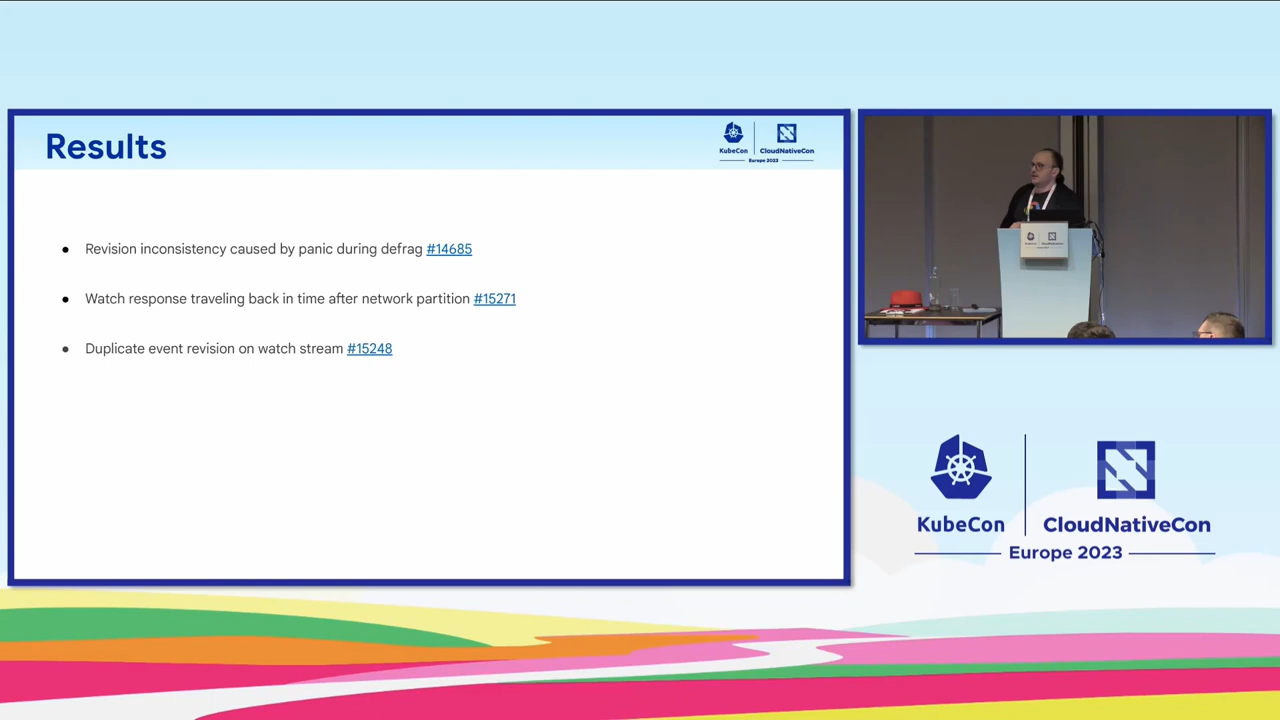 Results
KubeCon
CloudNativeCon
Europe 2023
● Revision inconsistency caused by panic during defrag #14685
● Watch response traveling back in time after network partition #15271
● Duplicate event revision on watch stream #15248
KubeCon
CloudNativeCon
Europe 2023